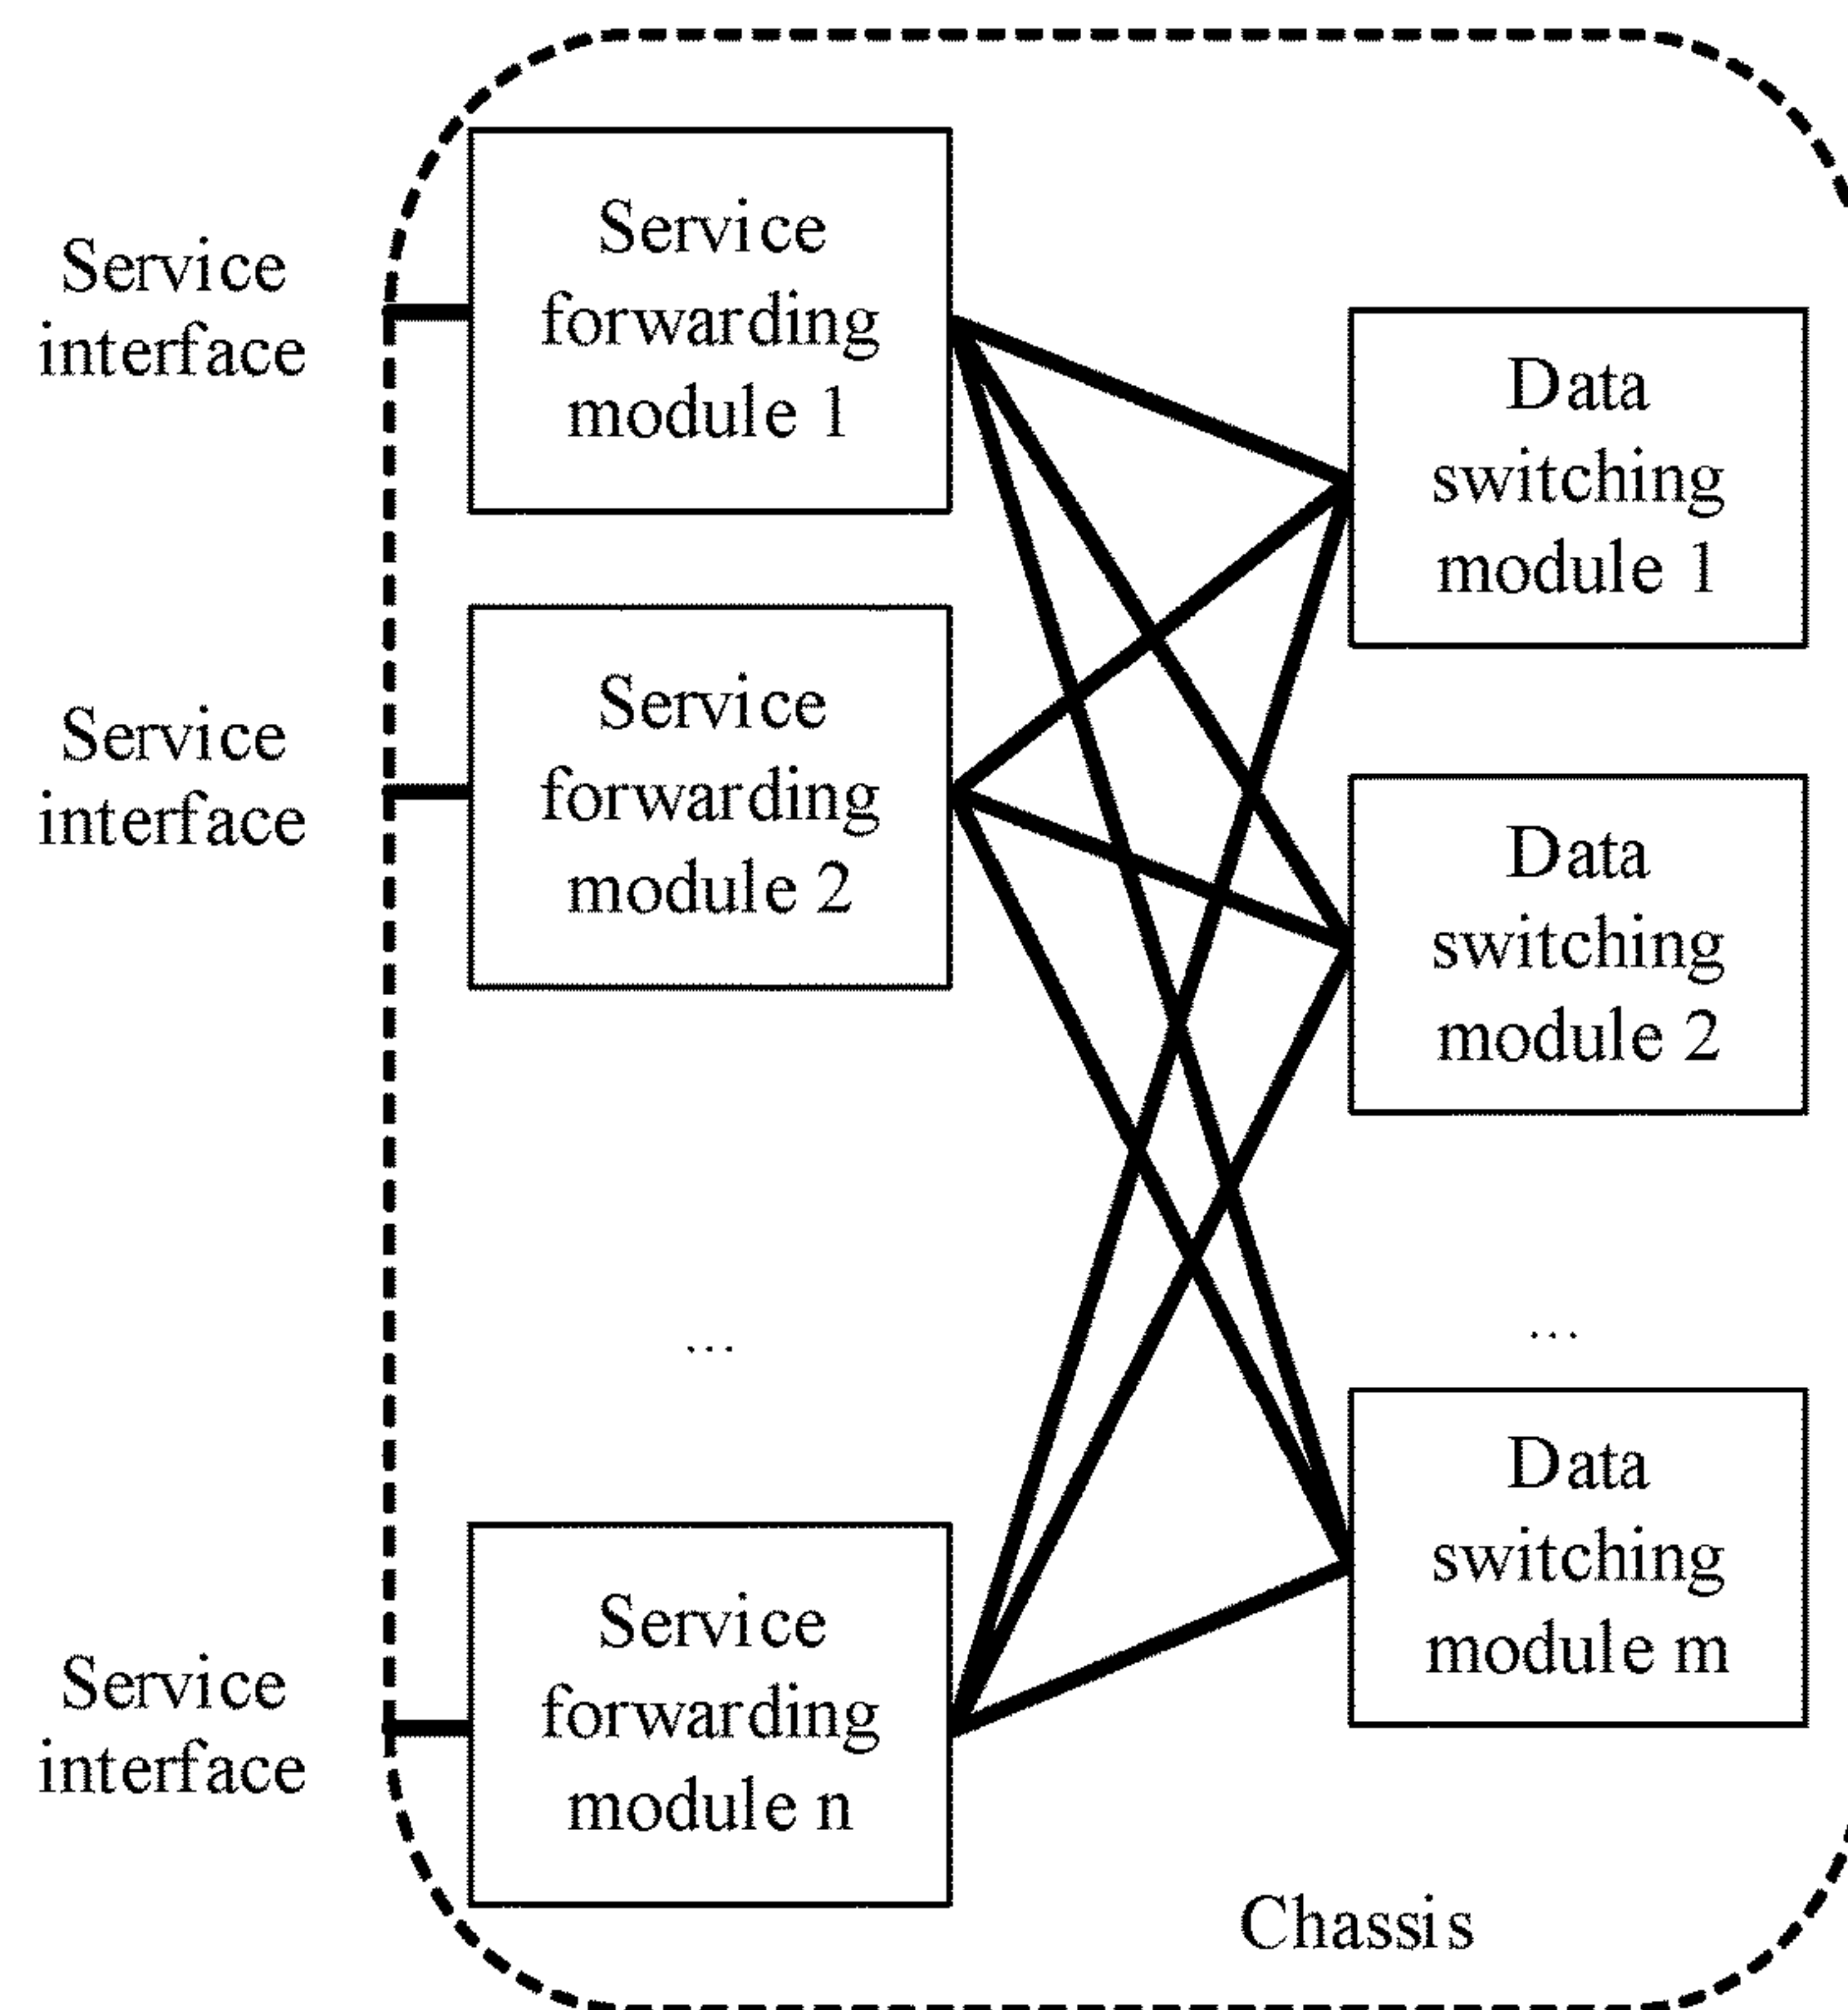 Service
interface
Service
forwarding
module 1
Data
switching
module 1
Service
interface
Service
forwarding
module 2
Data
switching
module 2
...
...
Service
interface
Service
forwarding
module n
Data
switching
module m
Chassis